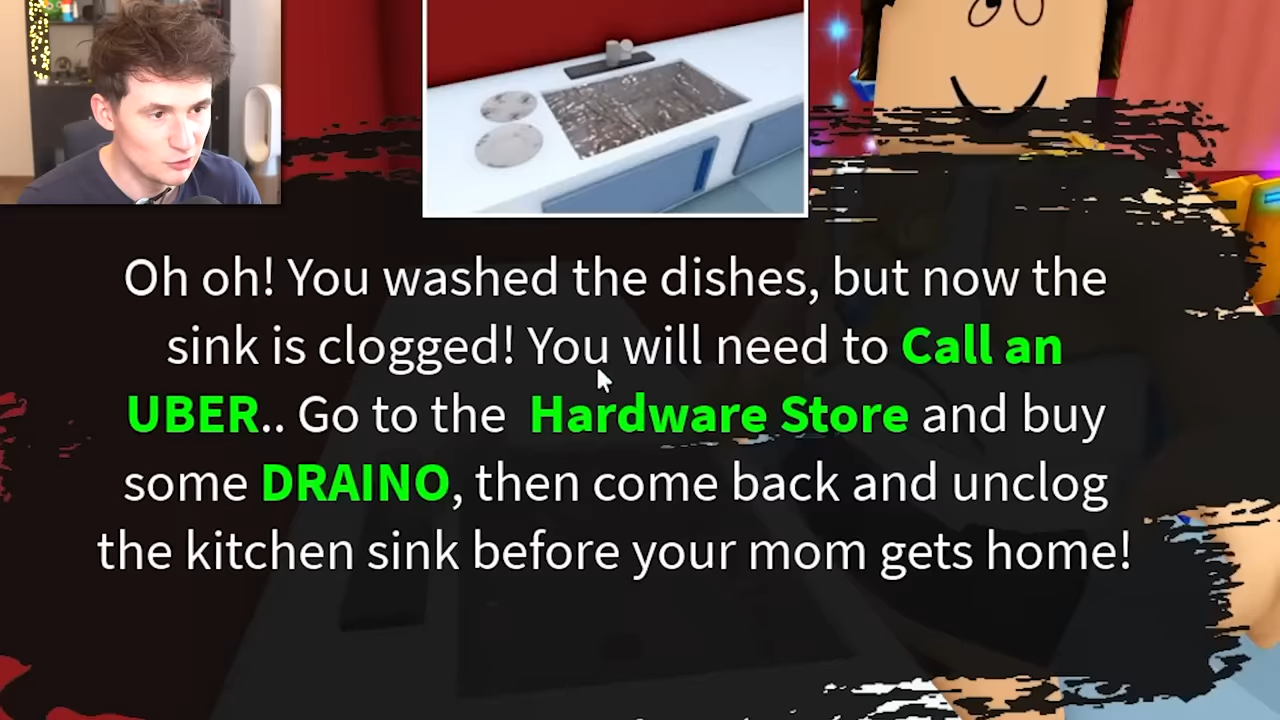 Oh oh! You washed the dishes, but now the
sink is clogged! You will need to Call an
UBER.. Go to the Hardware Store and buy
some DRAINO, then come back and unclog
the kitchen sink before your mom gets home!